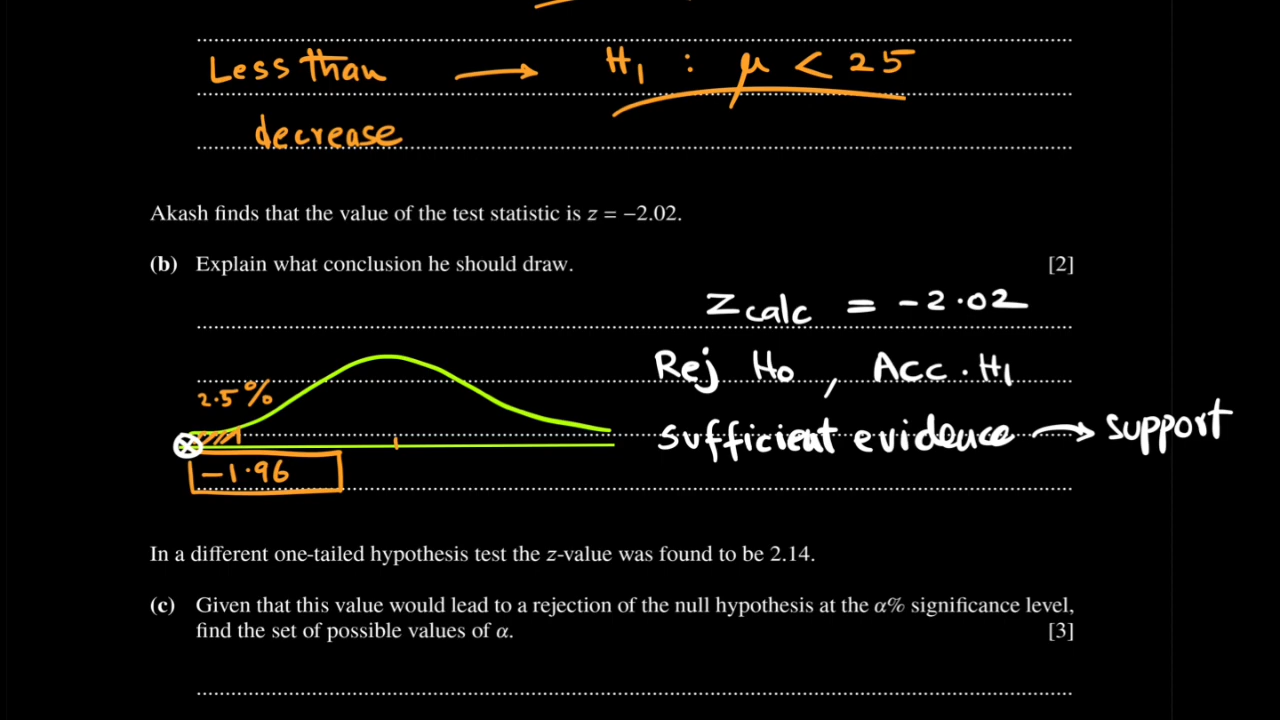 Less than → H₁ : μ < 25
decrease
Akash finds that the value of the test statistic is z = −2.02.
(b) Explain what conclusion he should draw. [2]
Zcalc = -2.02
Rej H₀ , Acc. H₁
2.5%
sufficient evidence → support
-1.96
In a different one-tailed hypothesis test the z-value was found to be 2.14.
(c) Given that this value would lead to a rejection of the null hypothesis at the α% significance level,
find the set of possible values of α. [3]